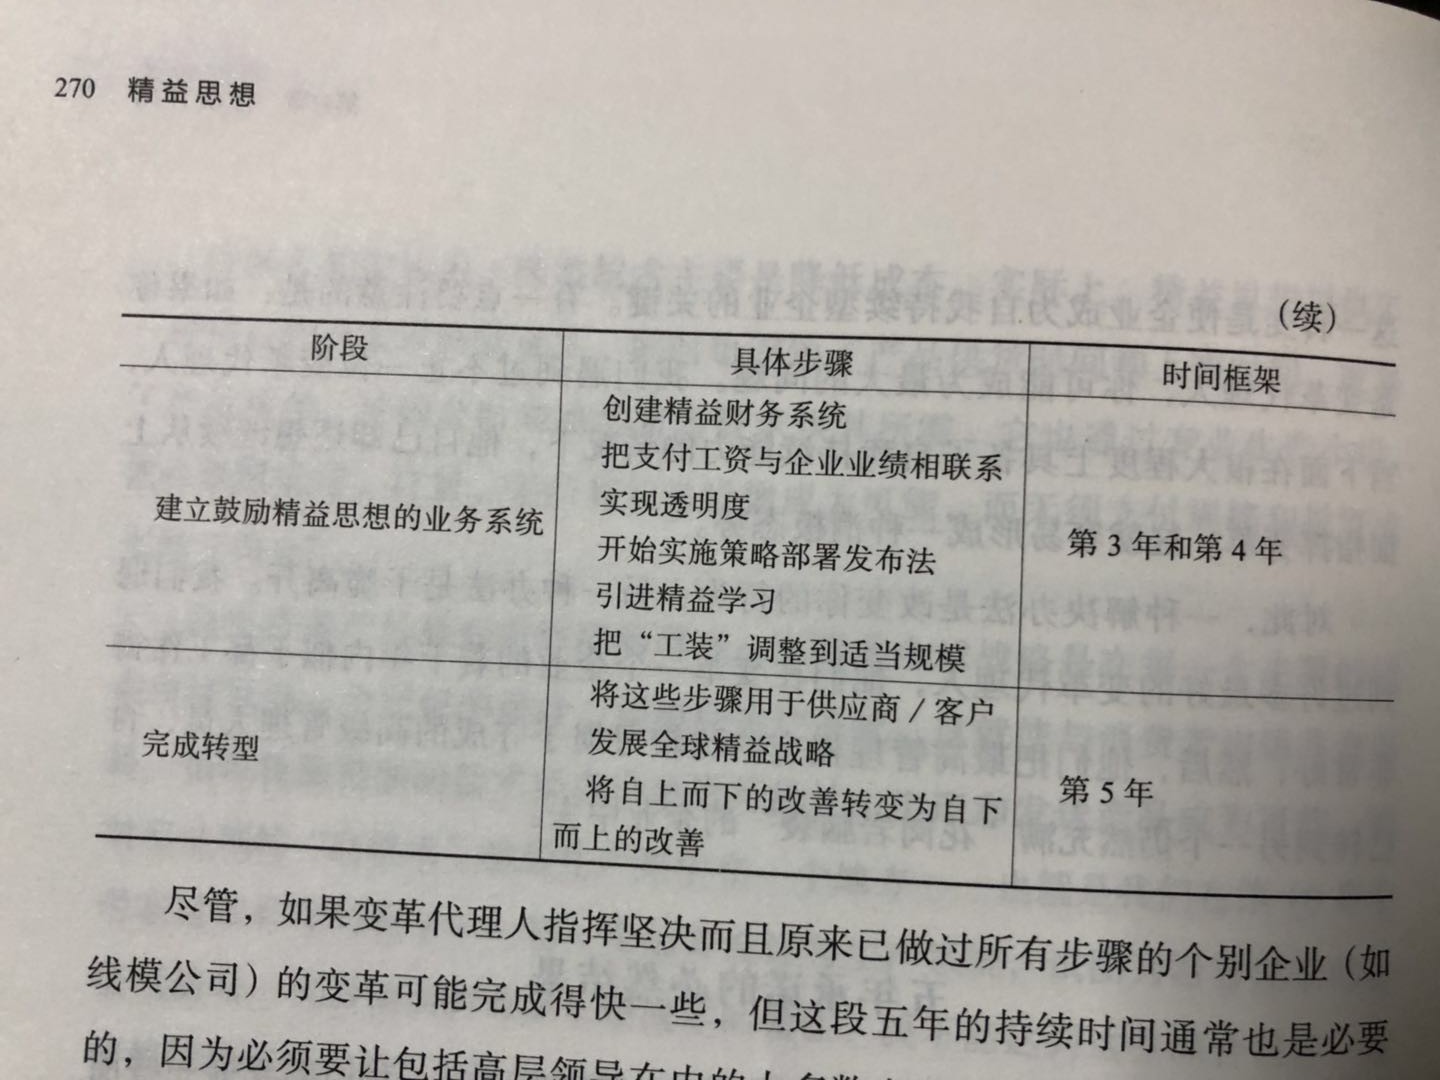 270 精益思想
(续)
阶段 具体步骤 时间框架
建立鼓励精益思想的业务系统
创建精益财务系统
把支付工资与企业业绩相联系
实现透明度
开始实施策略部署发布法
引进精益学习
把“工装”调整到适当规模
第3年和第4年
完成转型
将这些步骤用于供应商/客户
发展全球精益战略
将自上而下的改善转变为自下
而上的改善
第5年
尽管，如果变革代理人指挥坚决而且原来已做过所有步骤的个别企业（如
线模公司）的变革可能完成得快一些，但这段五年的持续时间通常也是必要
的，因为必须要让包括高层领导在内的